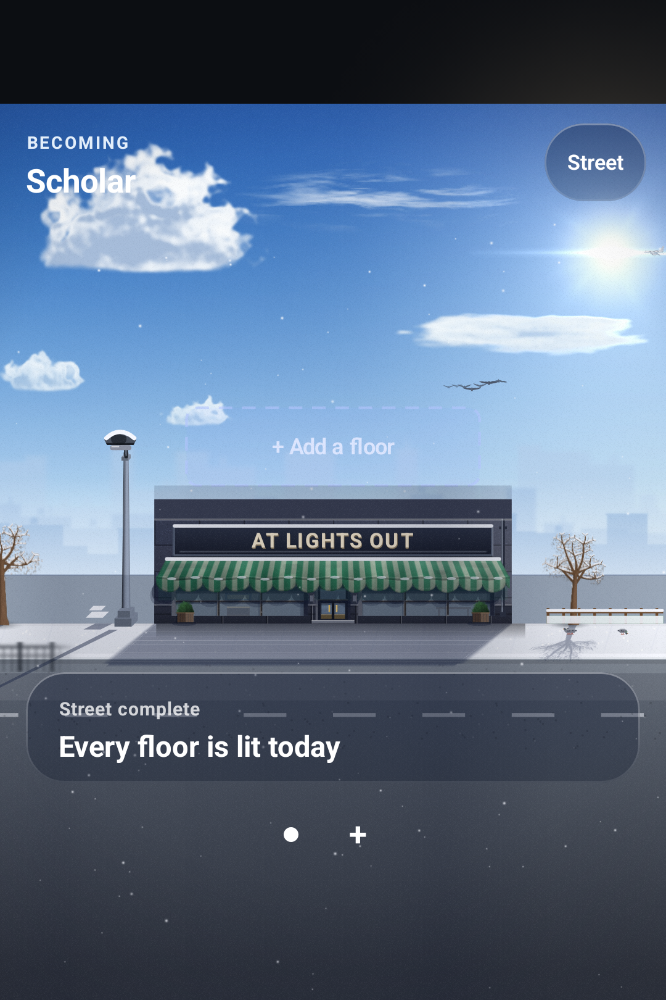 BECOMING
Scholar
Street
+ Add a floor
AT LIGHTS OUT
Street complete
Every floor is lit today
+